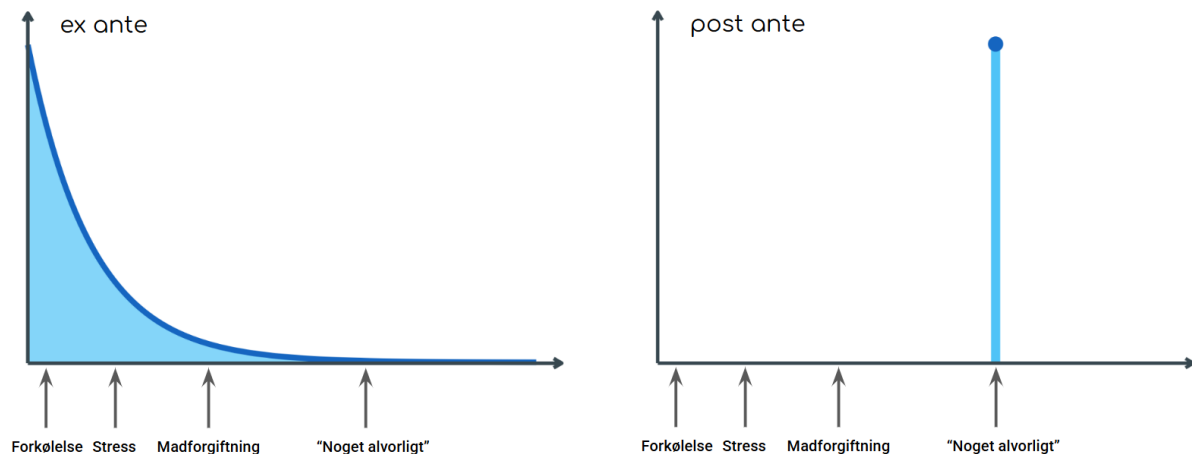 ex ante
post ante
Forkølelse Stress Madforgiftning “Noget alvorligt”
Forkølelse Stress Madforgiftning “Noget alvorligt”